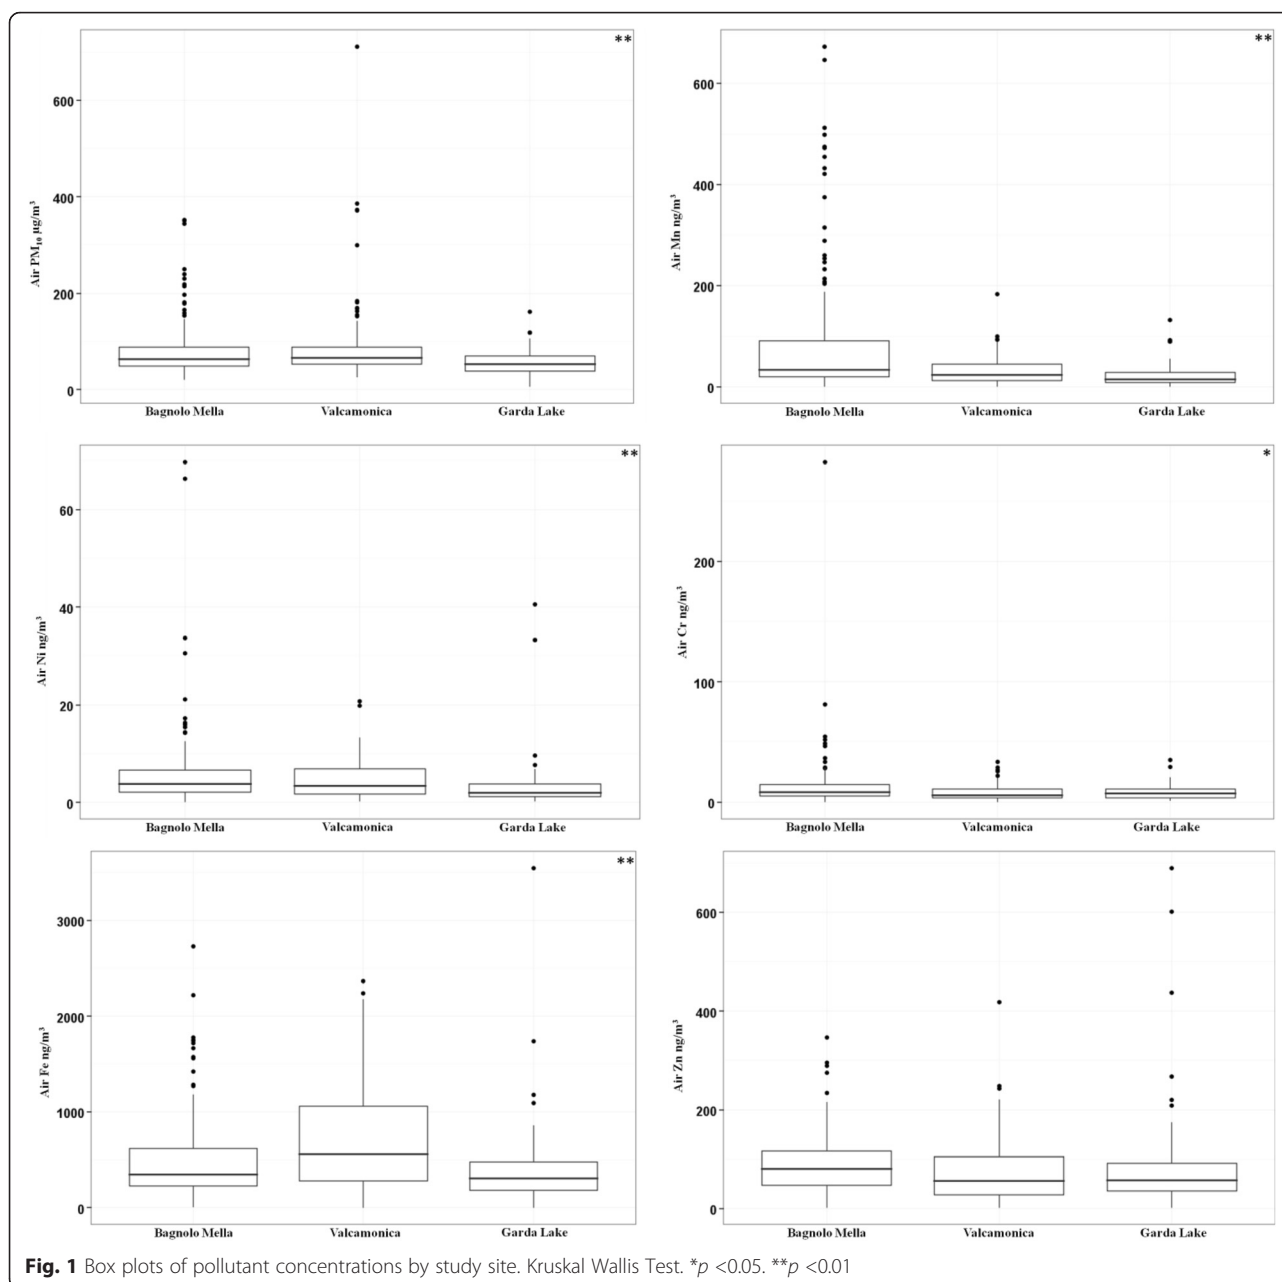 **
600
400
200
0
Air PM₁₀ µg/m³
Bagnolo Mella Valcamonica Garda Lake
**
600
400
200
0
Air Mn ng/m³
Bagnolo Mella Valcamonica Garda Lake
**
60
40
20
0
Air Ni ng/m³
Bagnolo Mella Valcamonica Garda Lake
*
200
100
0
Air Cr ng/m³
Bagnolo Mella Valcamonica Garda Lake
**
3000
2000
1000
0
Air Fe ng/m³
Bagnolo Mella Valcamonica Garda Lake
600
400
200
0
Air Zn ng/m³
Bagnolo Mella Valcamonica Garda Lake
Fig. 1 Box plots of pollutant concentrations by study site. Kruskal Wallis Test. *p <0.05. **p <0.01